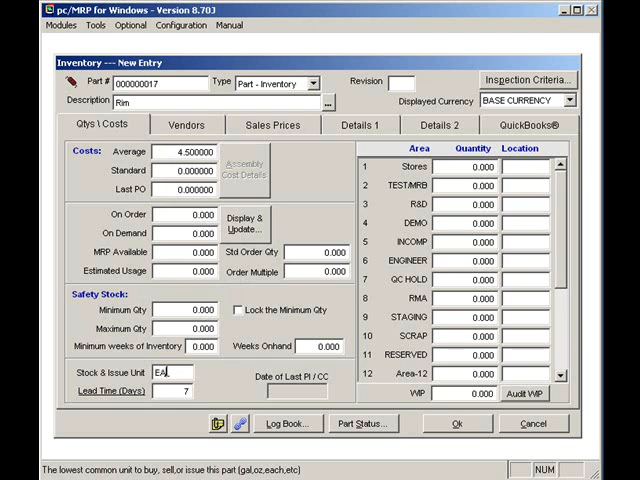 pc/MRP for Windows - Version 8.70J
Modules Tools Optional Configuration Manual
Inventory --- New Entry
Part # 000000017 Type Part - Inventory Revision Inspection Criteria...
Description Rim ... Displayed Currency BASE CURRENCY
Qtys \ Costs Vendors Sales Prices Details 1 Details 2 QuickBooks®
Costs: Average 4.500000 Assembly Cost Details
Standard 0.000000
Last PO 0.000000
On Order 0.000 Display & Update...
On Demand 0.000
MRP Available 0.000 Std Order Qty 0.000
Estimated Usage 0.000 Order Multiple 0.000
Safety Stock:
Minimum Qty 0.000 Lock the Minimum Qty
Maximum Qty 0.000
Minimum weeks of Inventory 0.000 Weeks Onhand 0.000
Stock & Issue Unit EA Date of Last PI / CC
Lead Time (Days) 7
Area Quantity Location
1 Stores 0.000
2 TEST/MRB 0.000
3 R&D 0.000
4 DEMO 0.000
5 INCOMP 0.000
6 ENGINEER 0.000
7 QC HOLD 0.000
8 RMA 0.000
9 STAGING 0.000
10 SCRAP 0.000
11 RESERVED 0.000
12 Area-12 0.000
WIP 0.000 Audit WIP
Log Book... Part Status... Ok Cancel
The lowest common unit to buy, sell,or issue this part (gal,oz,each,etc) NUM